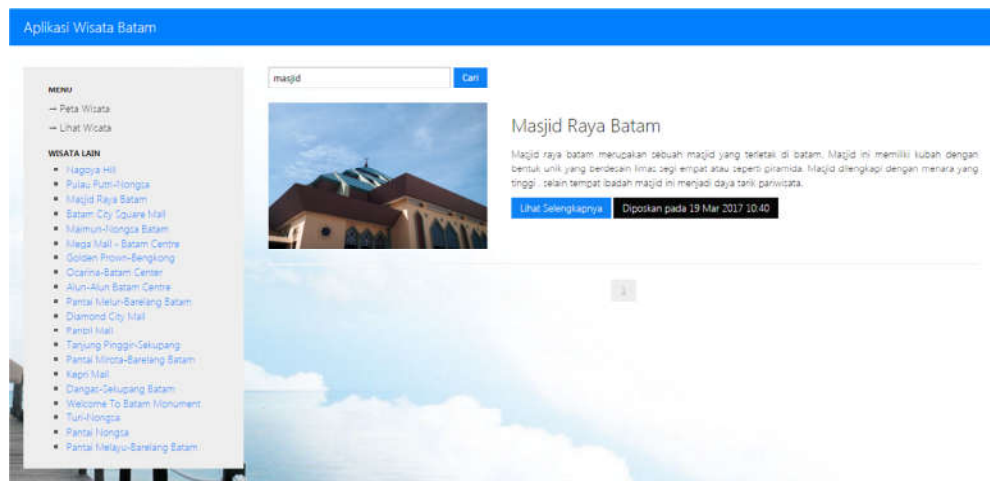 Aplikasi Wisata Batam
MENU
→ Peta Wisata
→ Lihat Wisata
WISATA LAIN
Nagoya Hill
Pulau Putri-Nongsa
Masjid Raya Batam
Batam City Square Mall
Maimun-Nongsa Batam
Mega Mall - Batam Centre
Golden Prown-Bengkong
Ocarina-Batam Center
Alun-Alun Batam Centre
Pantai Melur-Barelang Batam
Diamond City Mall
Panbil Mall
Tanjung Pinggir-Sekupang
Pantai Mirota-Barelang Batam
Kepri Mall
Dangas-Sekupang Batam
Welcome To Batam Monument
Turi-Nongsa
Pantai Nongsa
Pantai Melayu-Barelang Batam
masjid
Cari
Masjid Raya Batam
Masjid raya batam merupakan sebuah masjid yang terletak di batam. Masjid ini memiliki kubah dengan
bentuk unik yang berdesain limas segi empat atau seperti piramida. Masjid dilengkapi dengan menara yang
tinggi . selain tempat ibadah masjid ini menjadi daya tarik pariwisata.
Lihat Selengkapnya
Diposkan pada 19 Mar 2017 10:40
1